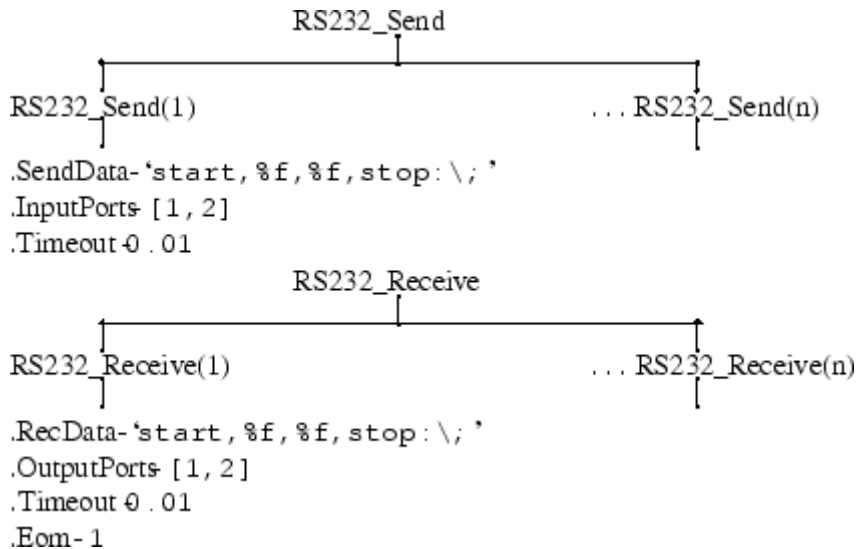 RS232_Send
RS232_Send(1) ... RS232_Send(n)
.SendData-‘start,%f,%f,stop:\;’
.InputPorts-[1,2]
.Timeout-0.01
RS232_Receive
RS232_Receive(1) ... RS232_Receive(n)
.RecData-‘start,%f,%f,stop:\;’
.OutputPorts-[1,2]
.Timeout-0.01
.Eom-1